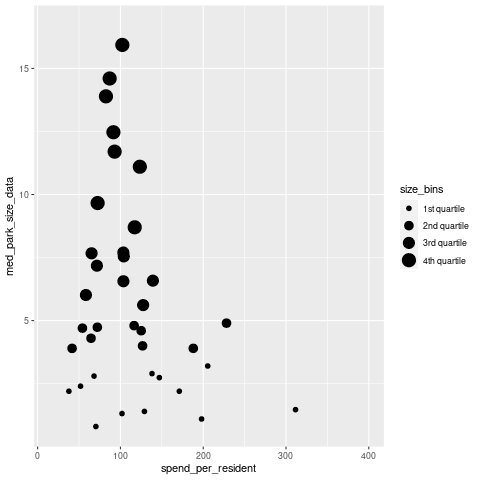 15
10
5
0
100
200
300
400
spend_per_resident
med_park_size_data
size_bins
1st quartile
2nd quartile
3rd quartile
4th quartile